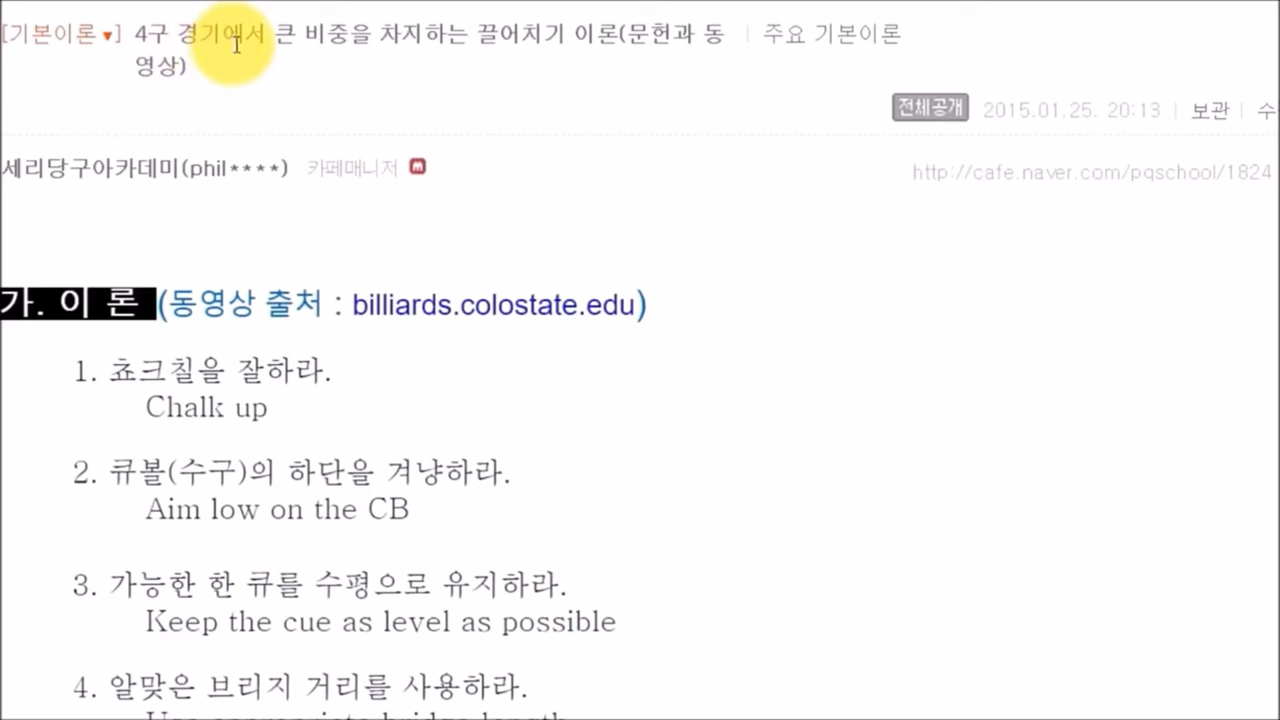 [기본이론▼] 4구 경기에서 큰 비중을 차지하는 끌어치기 이론(문헌과 동 | 주요 기본이론
영상)
전체공개 2015.01.25. 20:13 | 보관 | 수
세리당구아카데미(phil****) 카페매니저
http://cafe.naver.com/pqschool/1824
가. 이 론 (동영상 출처 : billiards.colostate.edu)
1. 쵸크칠을 잘하라.
Chalk up
2. 큐볼(수구)의 하단을 겨냥하라.
Aim low on the CB
3. 가능한 한 큐를 수평으로 유지하라.
Keep the cue as level as possible
4. 알맞은 브리지 거리를 사용하라.
Use appropriate bridge length